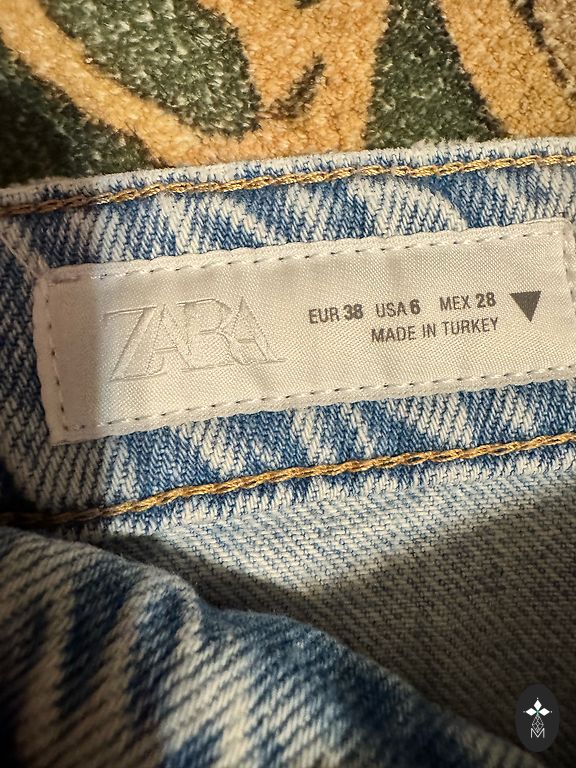 ZARA
EUR 38 USA 6 MEX 28
MADE IN TURKEY
M